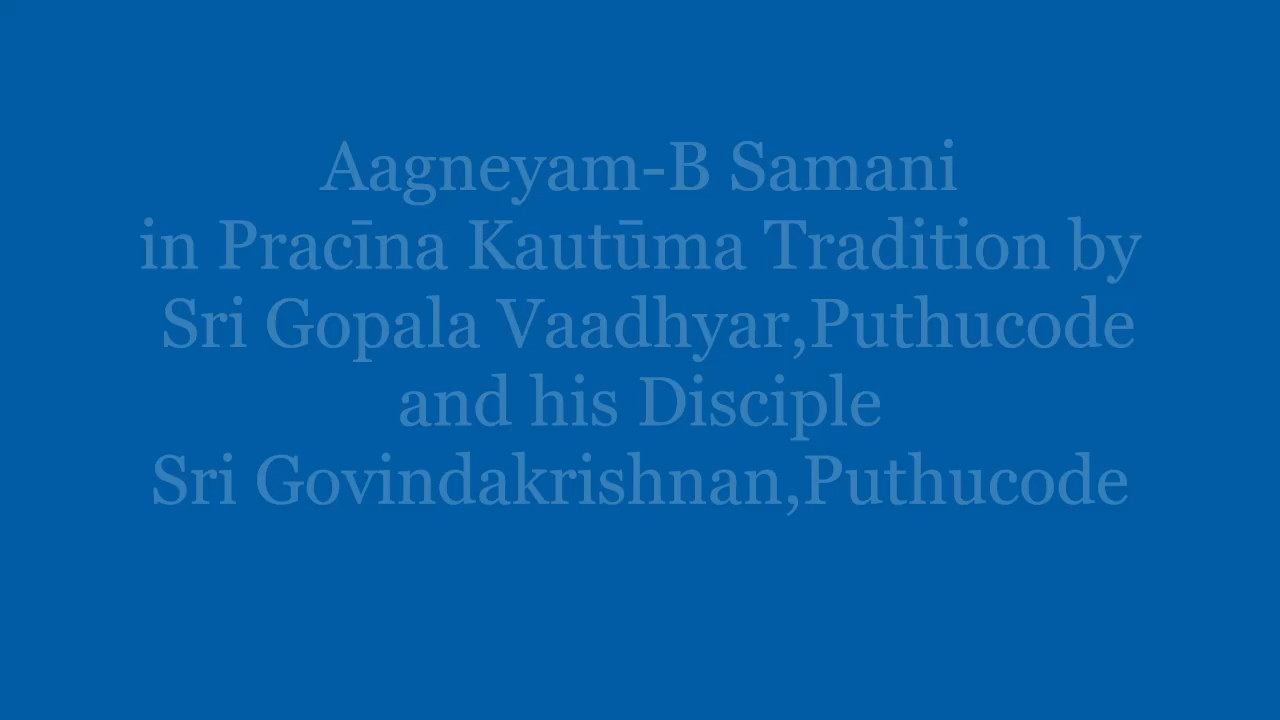 Aagneyam-B Samani
in Pracīna Kautūma Tradition by
Sri Gopala Vaadhyar,Puthucode
and his Disciple
Sri Govindakrishnan,Puthucode